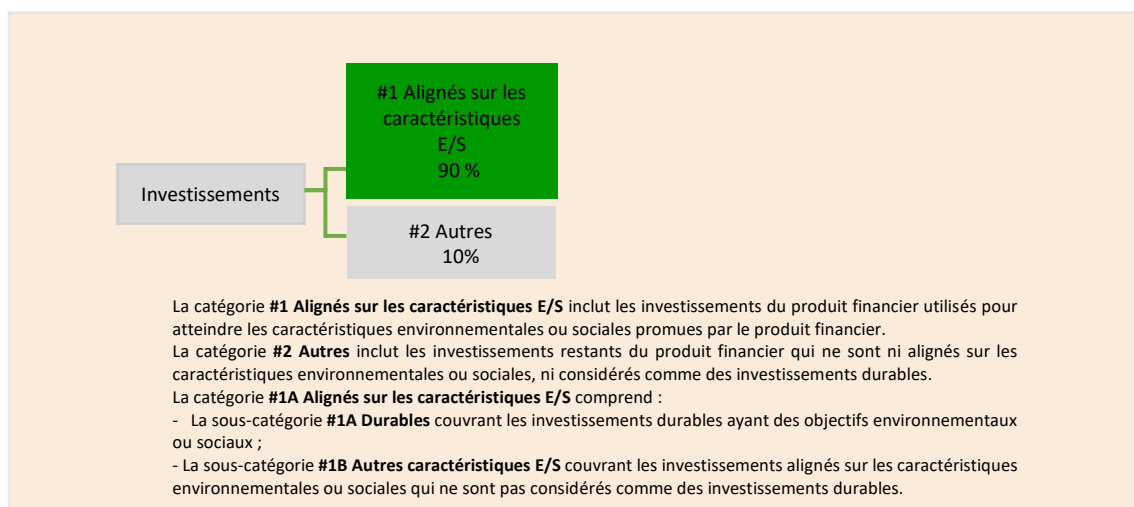 #1 Alignés sur les
caractéristiques
E/S
90 %
Investissements
#2 Autres
10%
La catégorie #1 Alignés sur les caractéristiques E/S inclut les investissements du produit financier utilisés pour
atteindre les caractéristiques environnementales ou sociales promues par le produit financier.
La catégorie #2 Autres inclut les investissements restants du produit financier qui ne sont ni alignés sur les
caractéristiques environnementales ou sociales, ni considérés comme des investissements durables.
La catégorie #1A Alignés sur les caractéristiques E/S comprend :
- La sous-catégorie #1A Durables couvrant les investissements durables ayant des objectifs environnementaux
ou sociaux ;
- La sous-catégorie #1B Autres caractéristiques E/S couvrant les investissements alignés sur les caractéristiques
environnementales ou sociales qui ne sont pas considérés comme des investissements durables.